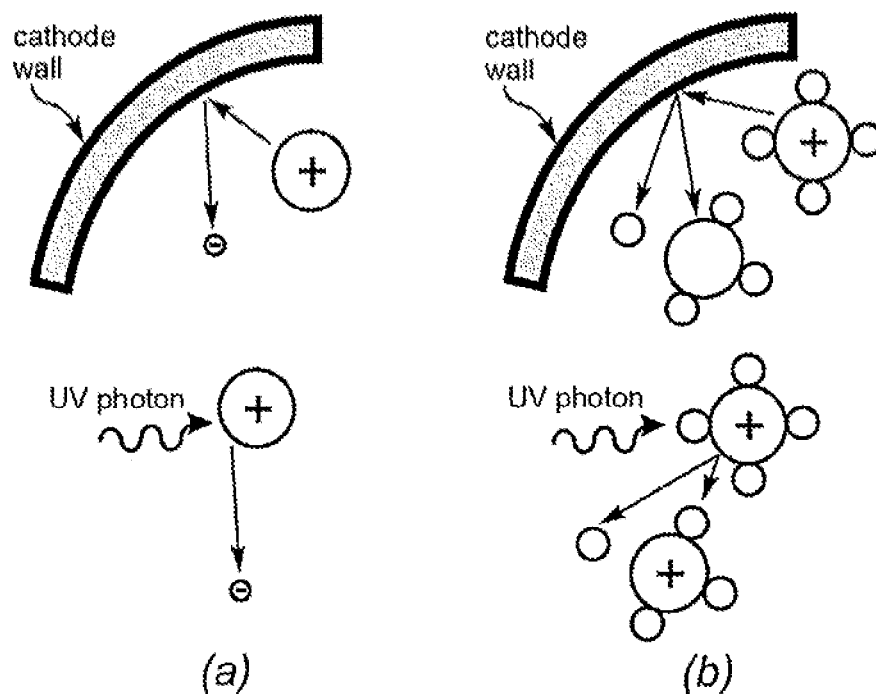 cathode
wall
+
−
cathode
wall
+
UV photon
+
−
UV photon
+
+
(a)
(b)